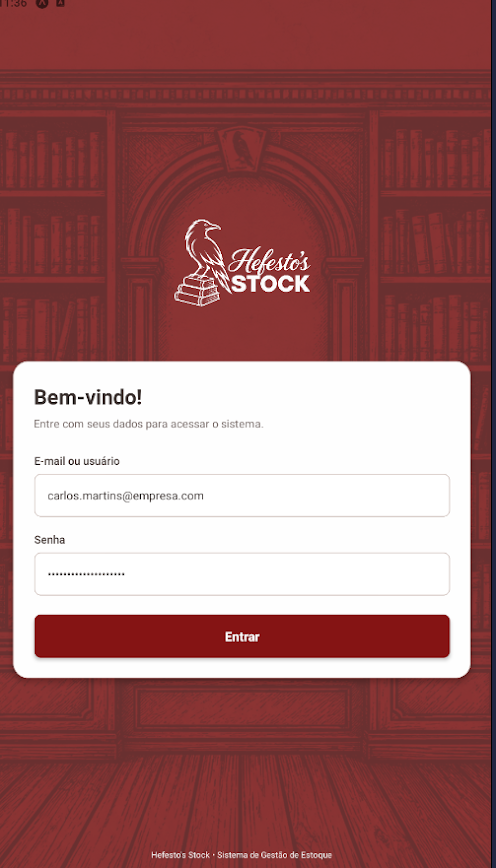 11:36
Hefesto's
STOCK
Bem-vindo!
Entre com seus dados para acessar o sistema.
E-mail ou usuário
carlos.martins@empresa.com
Senha
••••••••••••••••••••
Entrar
Hefesto's Stock • Sistema de Gestão de Estoque